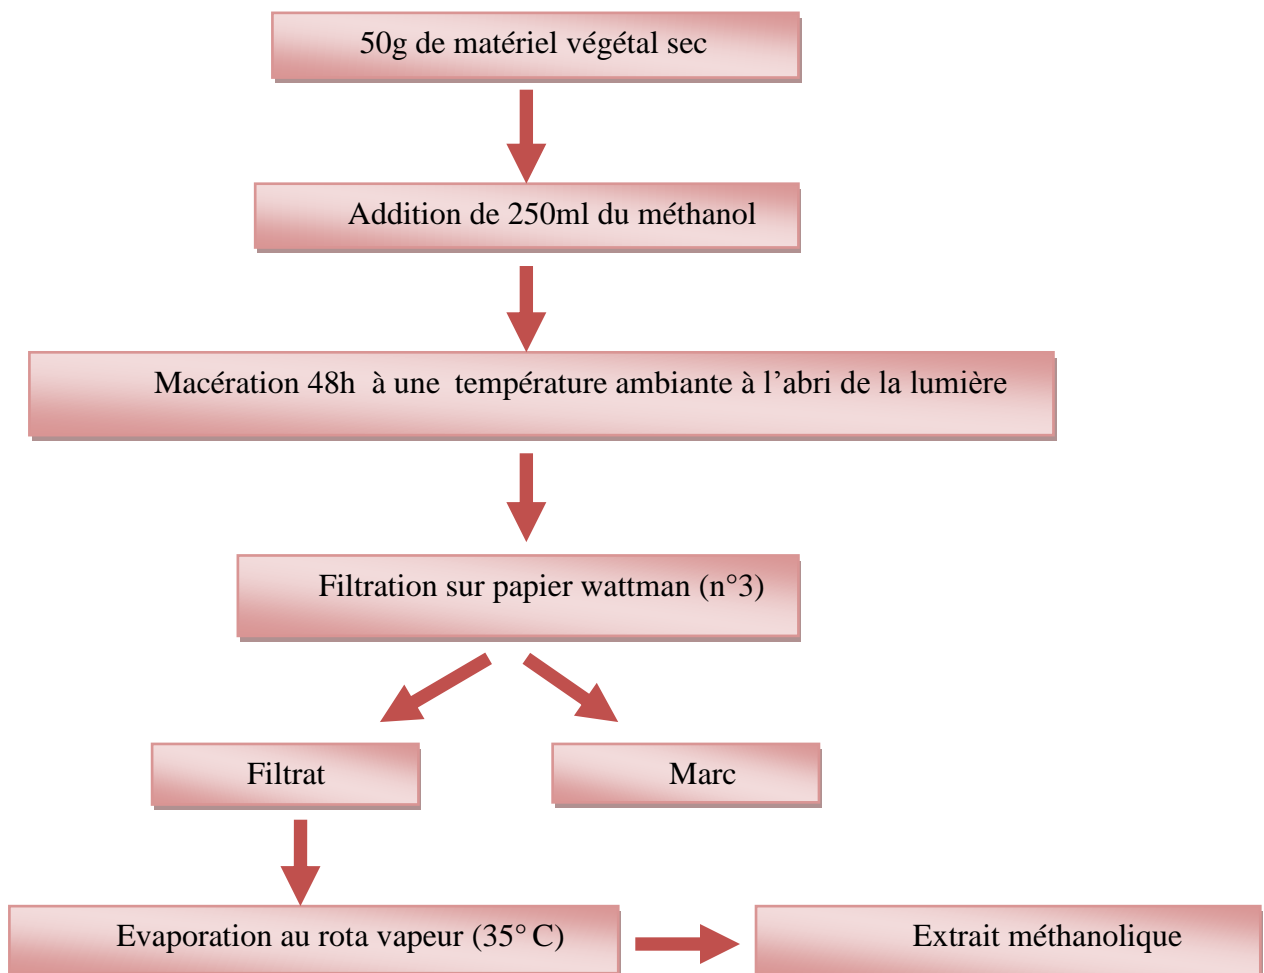 50g de matériel végétal sec
Addition de 250ml du méthanol
Macération 48h à une température ambiante à l’abri de la lumière
Filtration sur papier wattman (n°3)
Filtrat
Marc
Evaporation au rota vapeur (35° C)
Extrait méthanolique